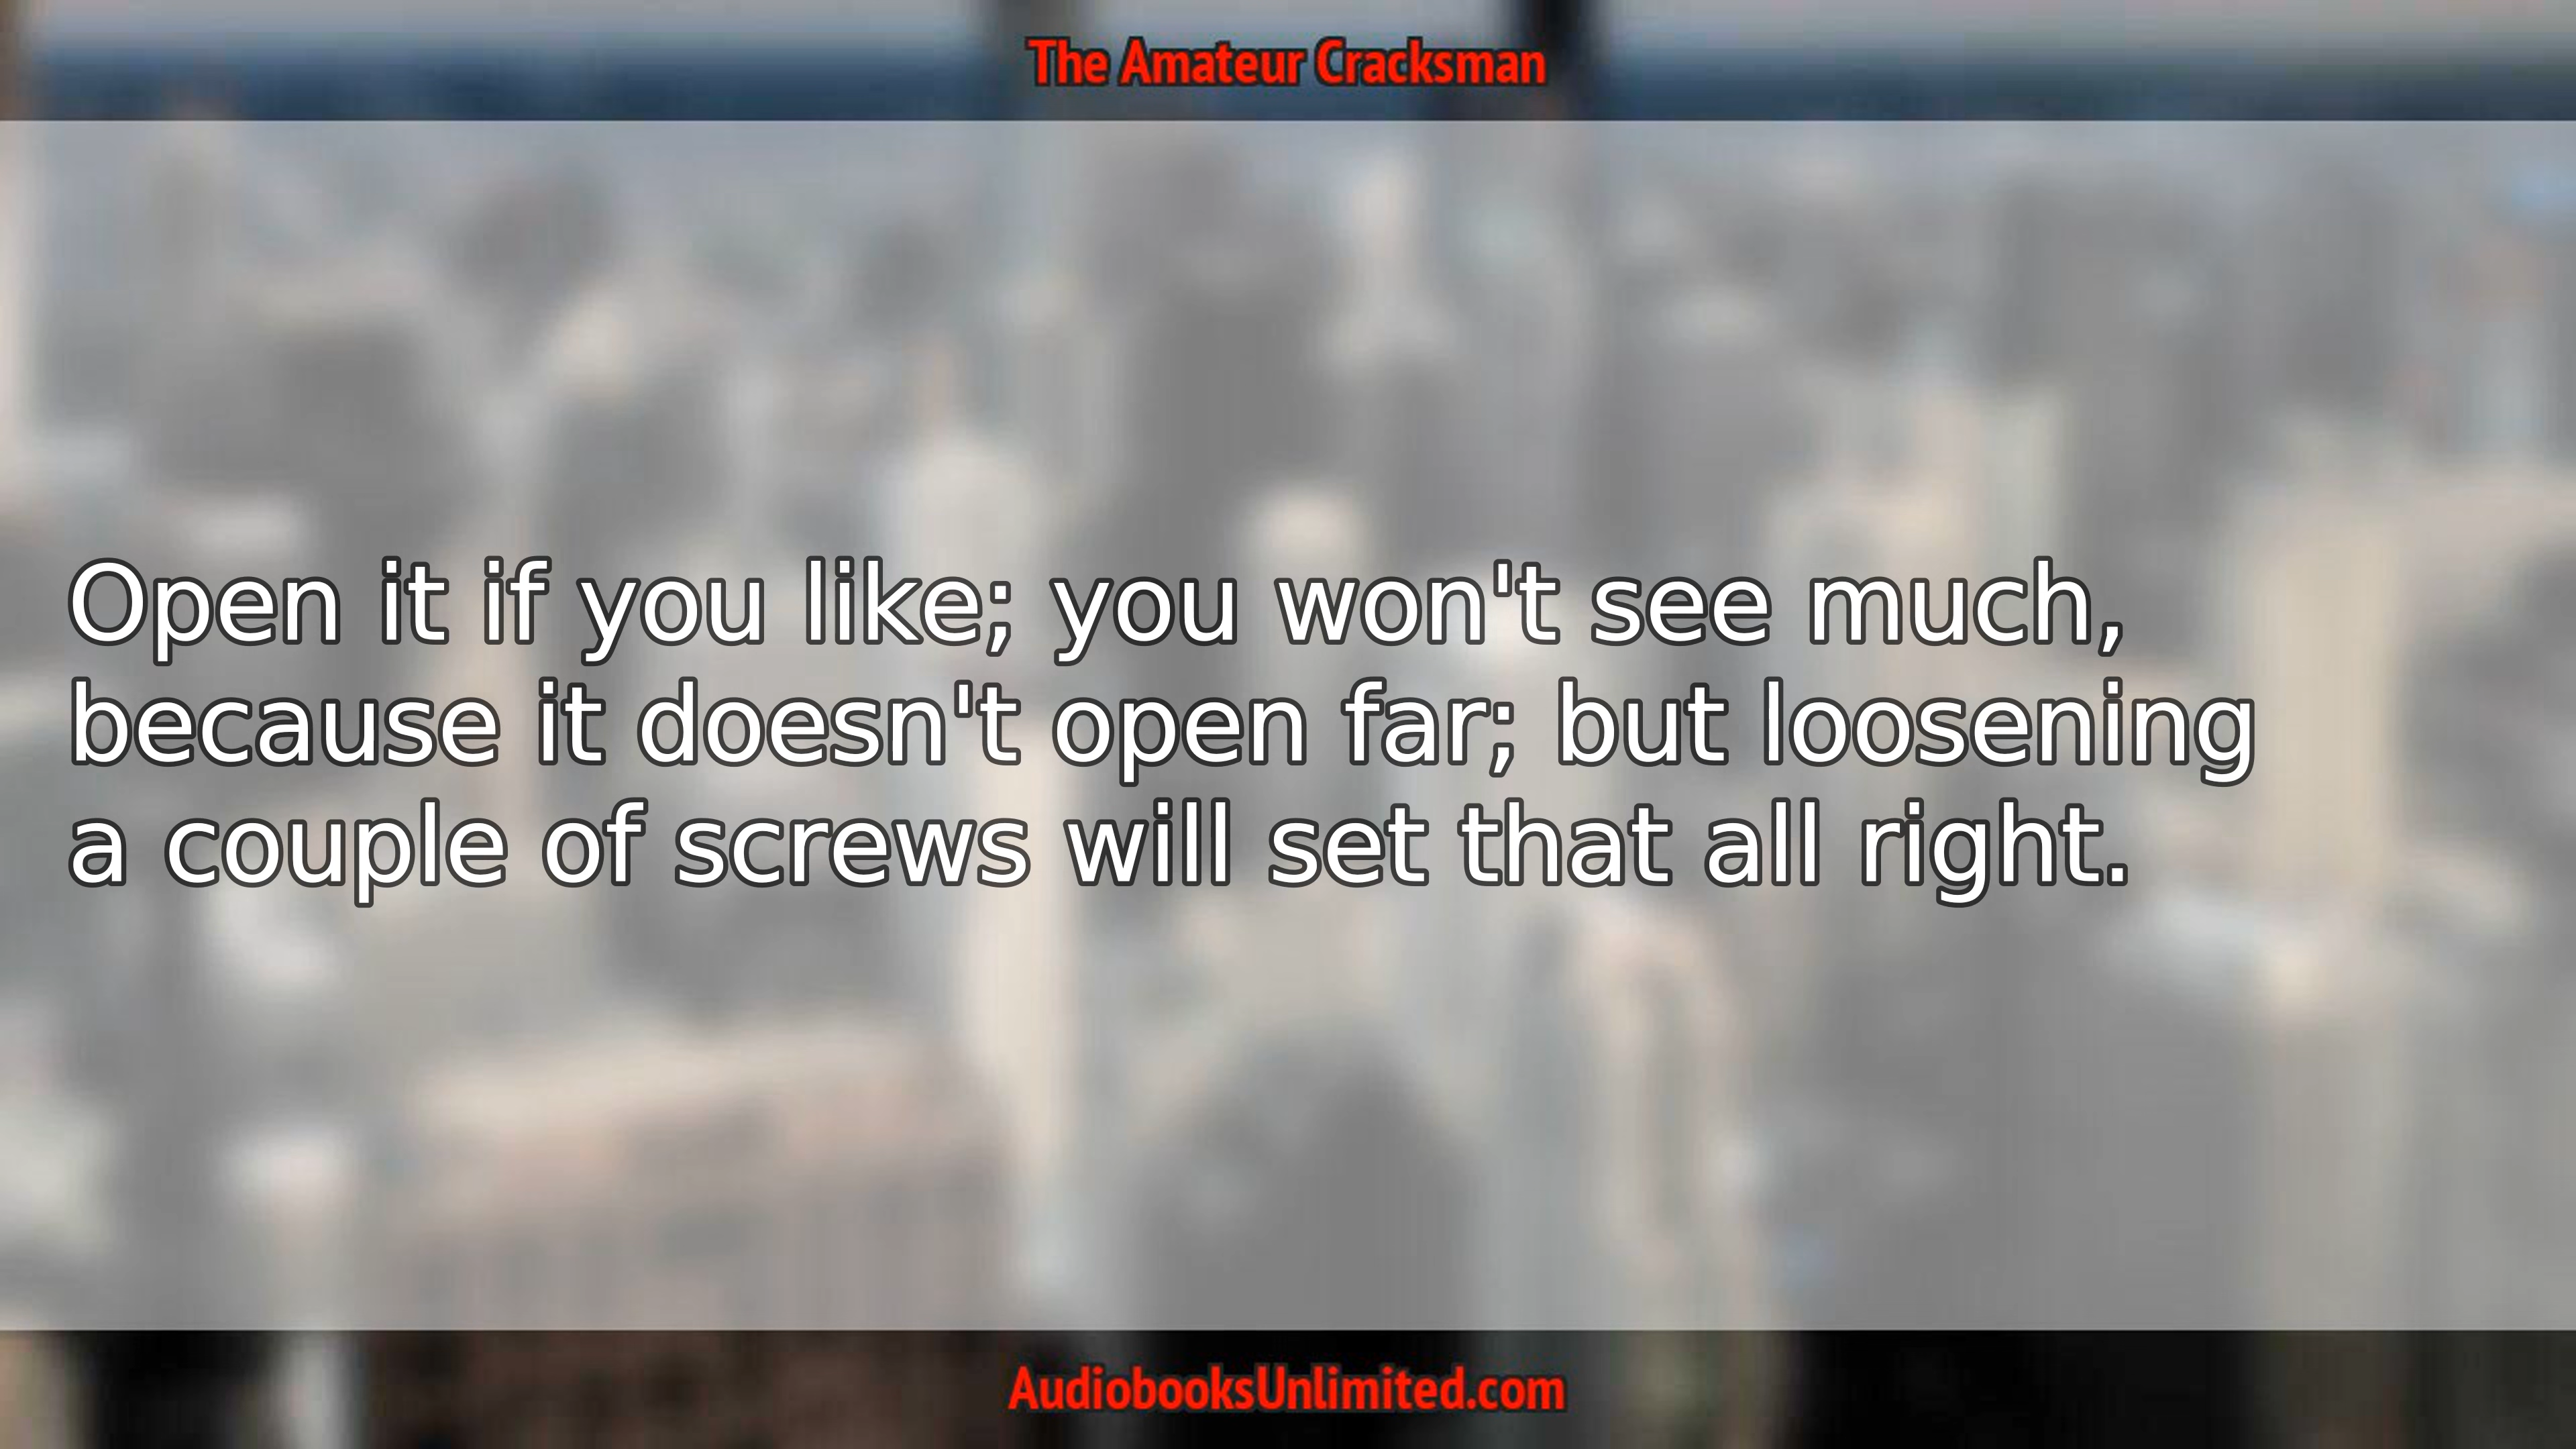 The Amateur Cracksman
Open it if you like; you won't see much,
because it doesn't open far; but loosening
a couple of screws will set that all right.
AudiobooksUnlimited.com